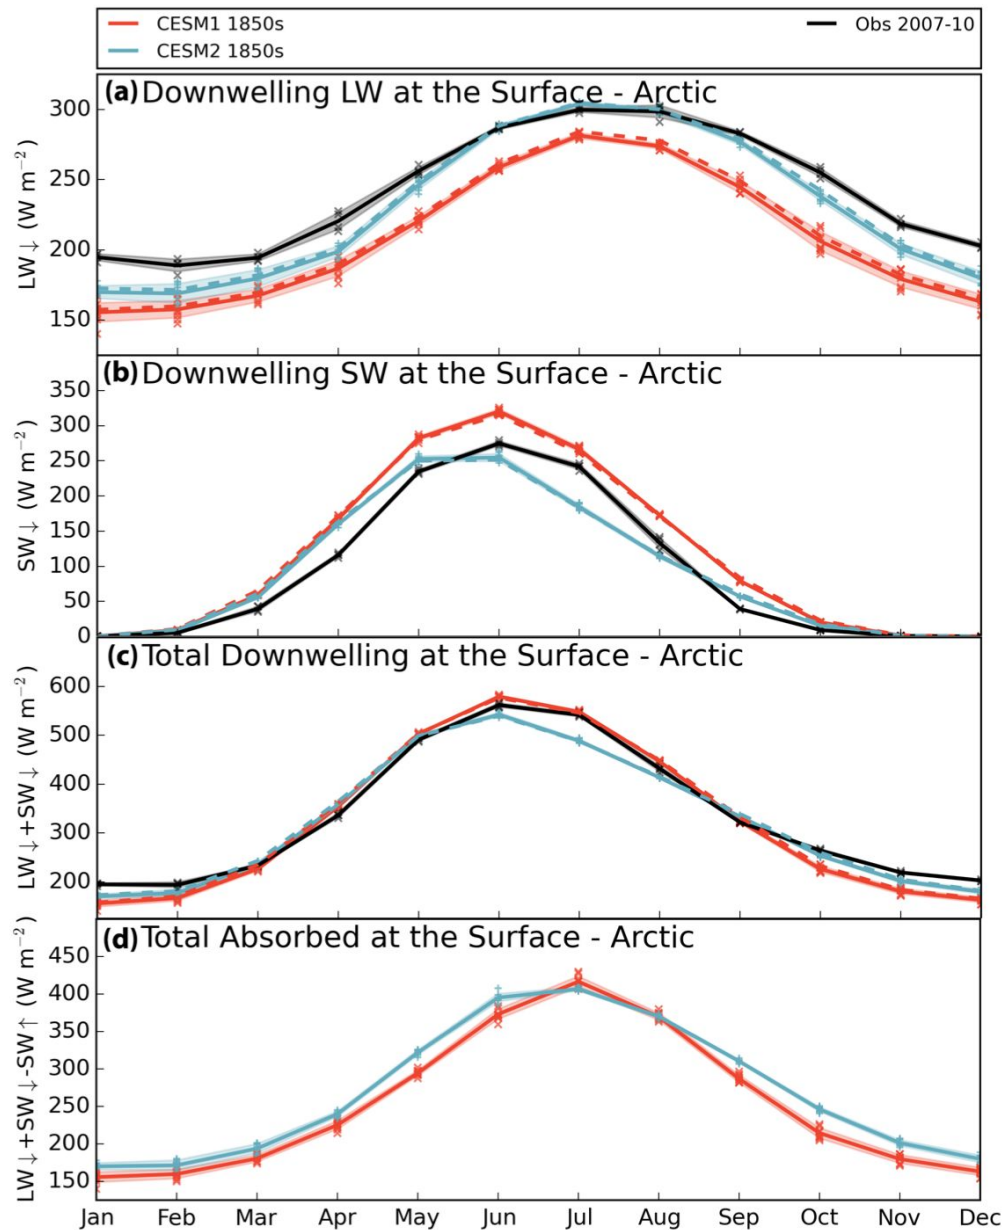 CESM1 1850s
CESM2 1850s
Obs 2007-10
(a) Downwelling LW at the Surface - Arctic
LW↓ (W m⁻²)
300
250
200
150
(b) Downwelling SW at the Surface - Arctic
SW↓ (W m⁻²)
350
300
250
200
150
100
50
0
(c) Total Downwelling at the Surface - Arctic
LW↓+SW↓ (W m⁻²)
600
500
400
300
200
(d) Total Absorbed at the Surface - Arctic
LW↓+SW↓-SW↑ (W m⁻²)
450
400
350
300
250
200
150
Jan Feb Mar Apr May Jun Jul Aug Sep Oct Nov Dec